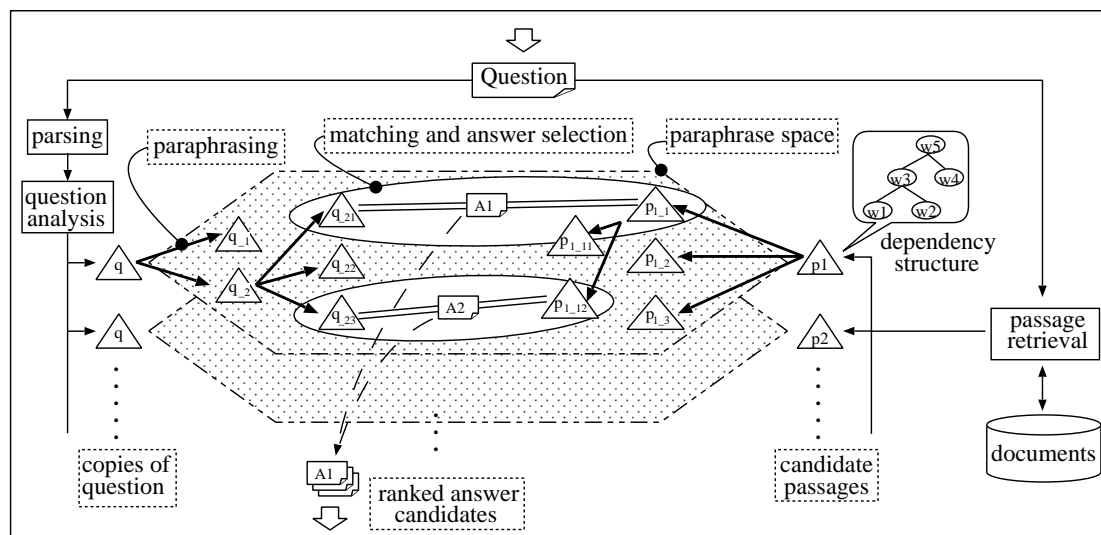 Question
parsing
question
analysis
paraphrasing
matching and answer selection
paraphrase space
w5
w3
w4
w1
w2
dependency
structure
q
q_1
q_2
q_21
q_22
q_23
A1
A2
p1_1
p1_11
p1_2
p1_12
p1_3
p1
q
p2
passage
retrieval
documents
copies of
question
A1
ranked answer
candidates
candidate
passages